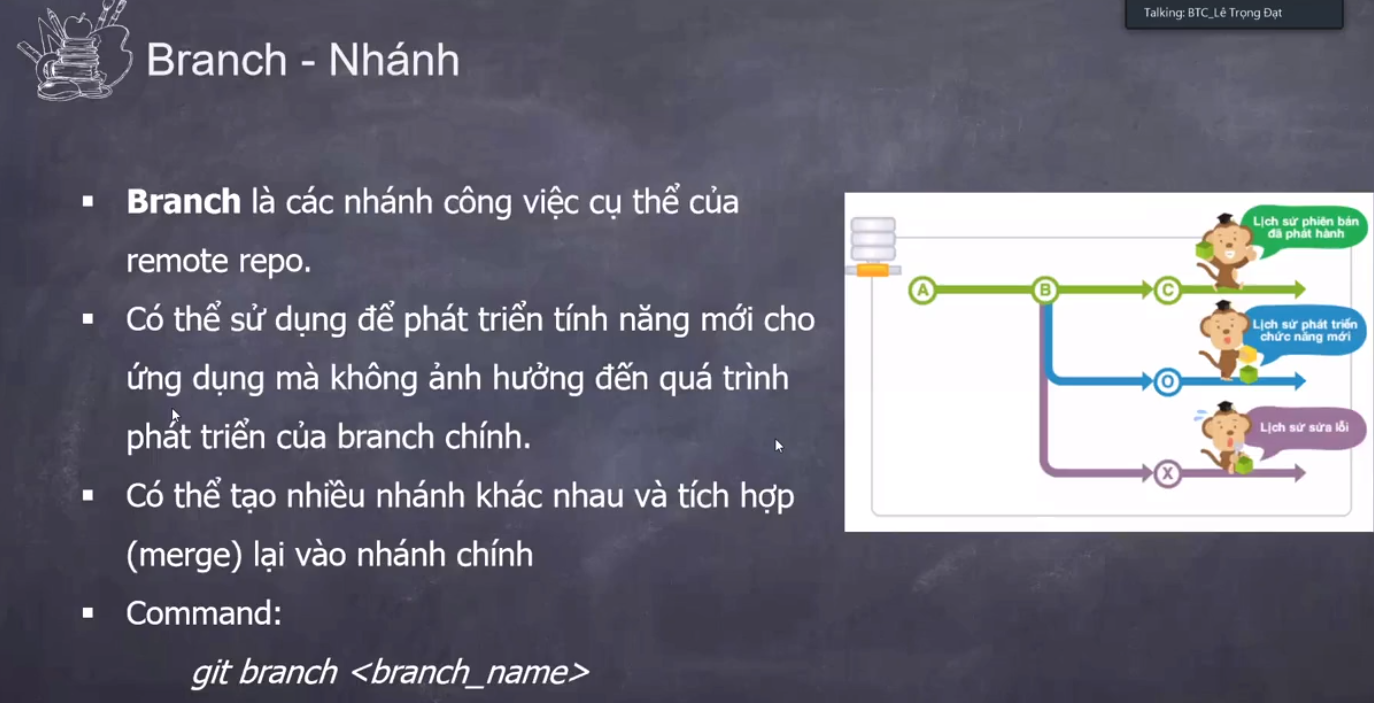 Talking: BTC_Lê Trọng Đạt
Branch - Nhánh
▪ Branch là các nhánh công việc cụ thể của
remote repo.
▪ Có thể sử dụng để phát triển tính năng mới cho
ứng dụng mà không ảnh hưởng đến quá trình
phát triển của branch chính.
▪ Có thể tạo nhiều nhánh khác nhau và tích hợp
(merge) lại vào nhánh chính
▪ Command:
git branch <branch_name>
Lịch sử phiên bản
đã phát hành
A B C
Lịch sử phát triển
chức năng mới
O
Lịch sử sửa lỗi
X